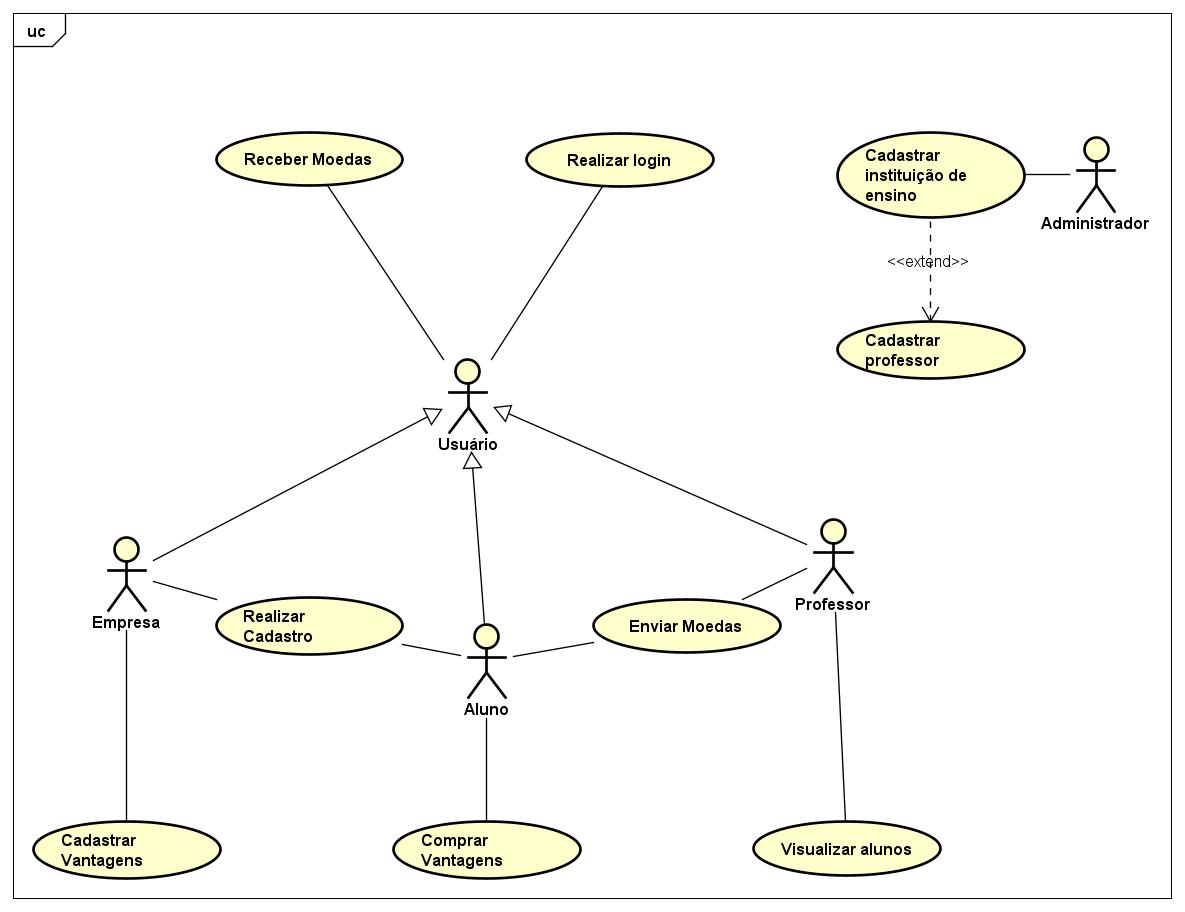 uc
Receber Moedas
Realizar login
Cadastrar
instituição de
ensino
Administrador
<<extend>>
Cadastrar
professor
Usuário
Empresa
Realizar
Cadastro
Aluno
Enviar Moedas
Professor
Cadastrar
Vantagens
Comprar
Vantagens
Visualizar alunos